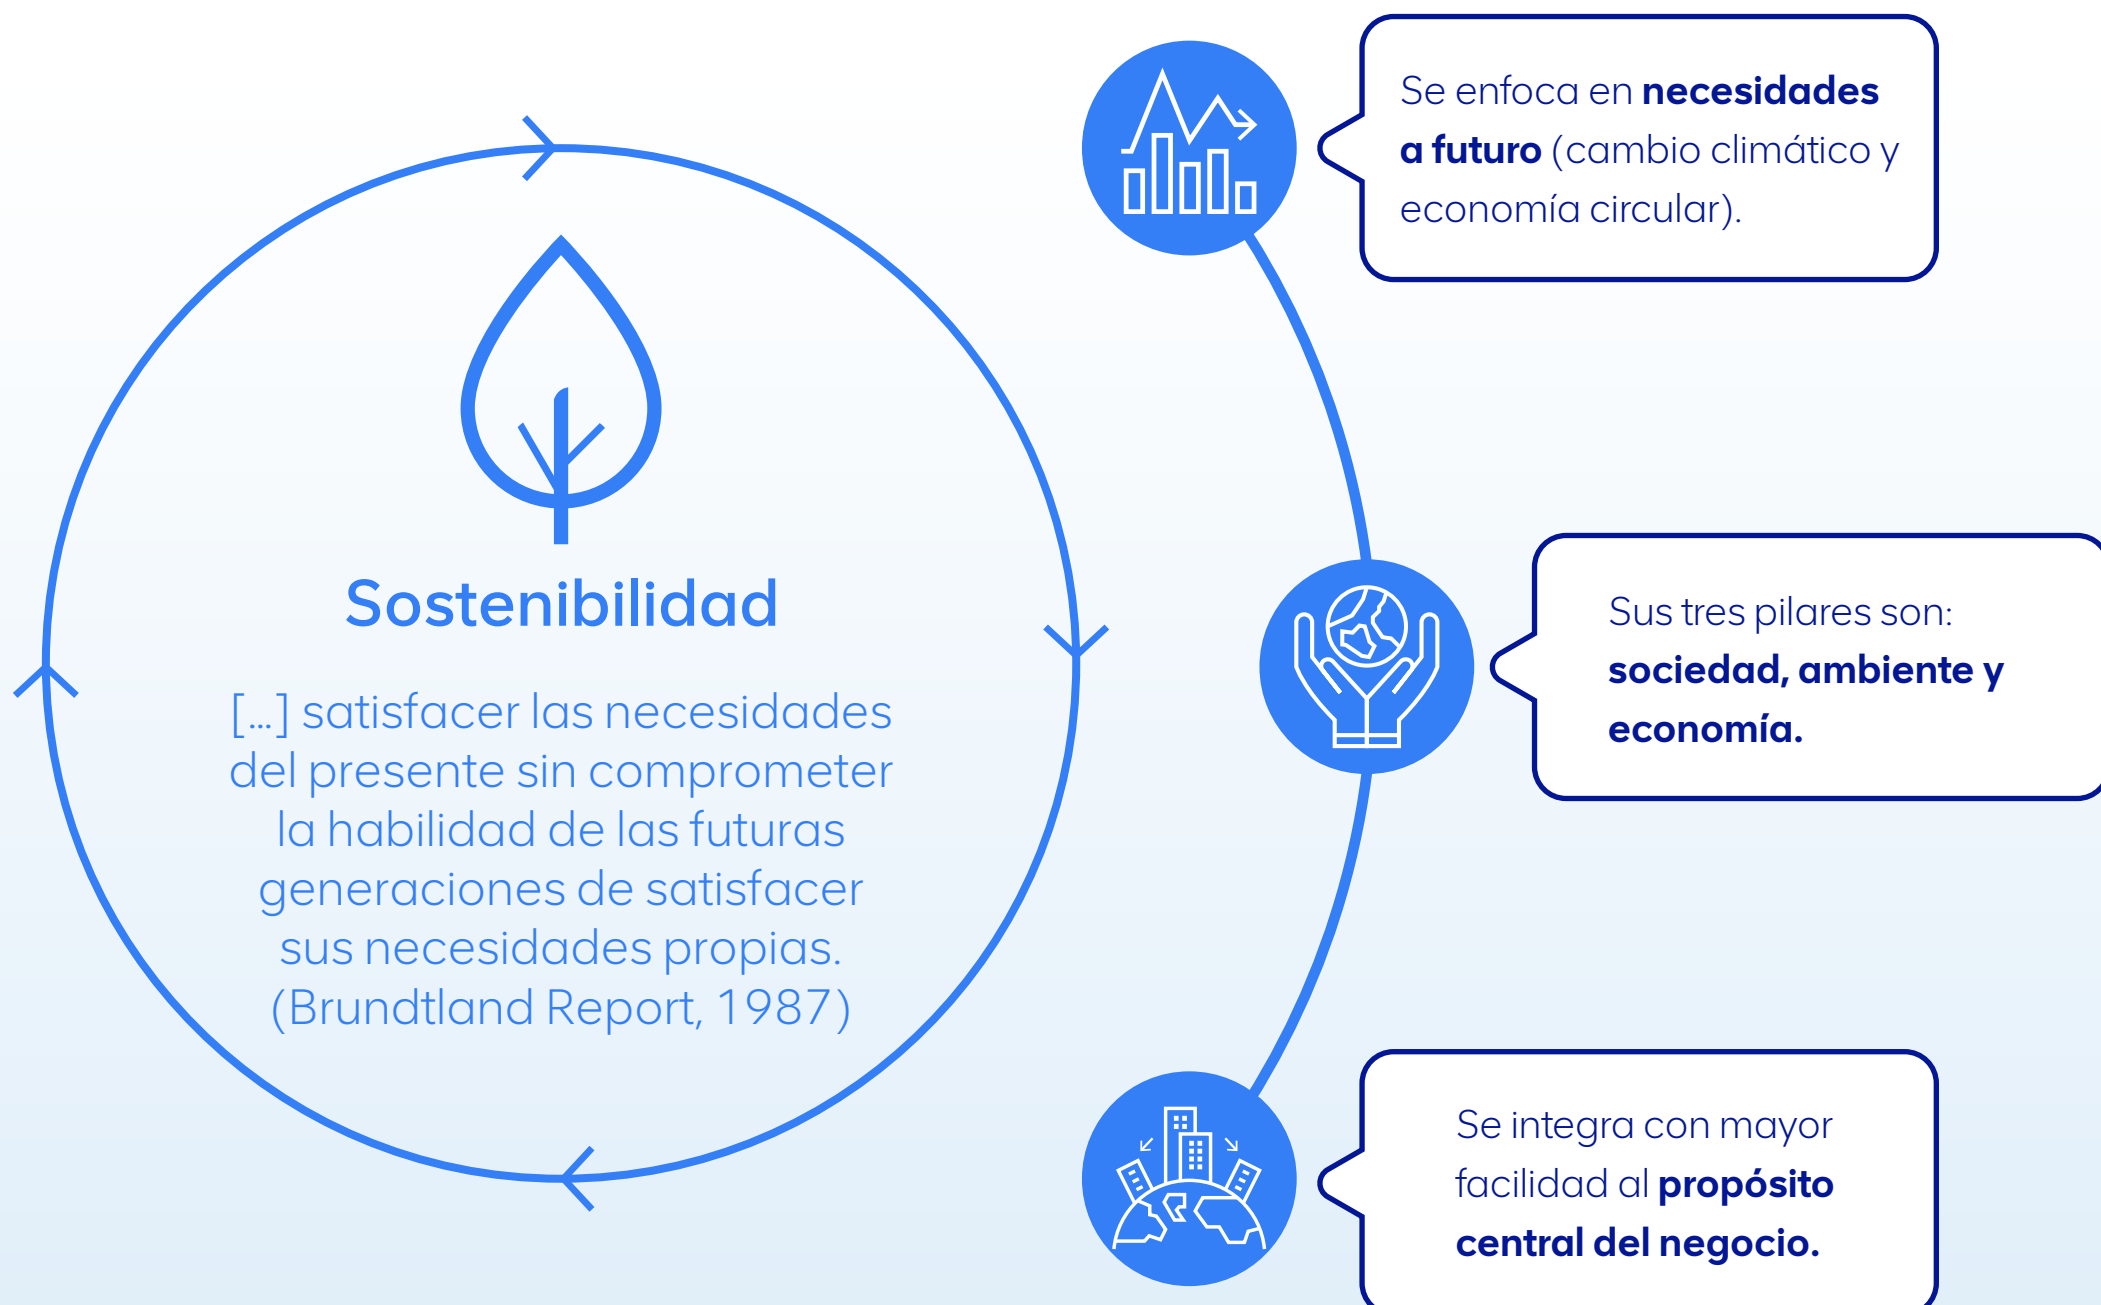 Sostenibilidad
[...] satisfacer las necesidades
del presente sin comprometer
la habilidad de las futuras
generaciones de satisfacer
sus necesidades propias.
(Brundtland Report, 1987)
Se enfoca en necesidades
a futuro (cambio climático y
economía circular).
Sus tres pilares son:
sociedad, ambiente y
economía.
Se integra con mayor
facilidad al propósito
central del negocio.